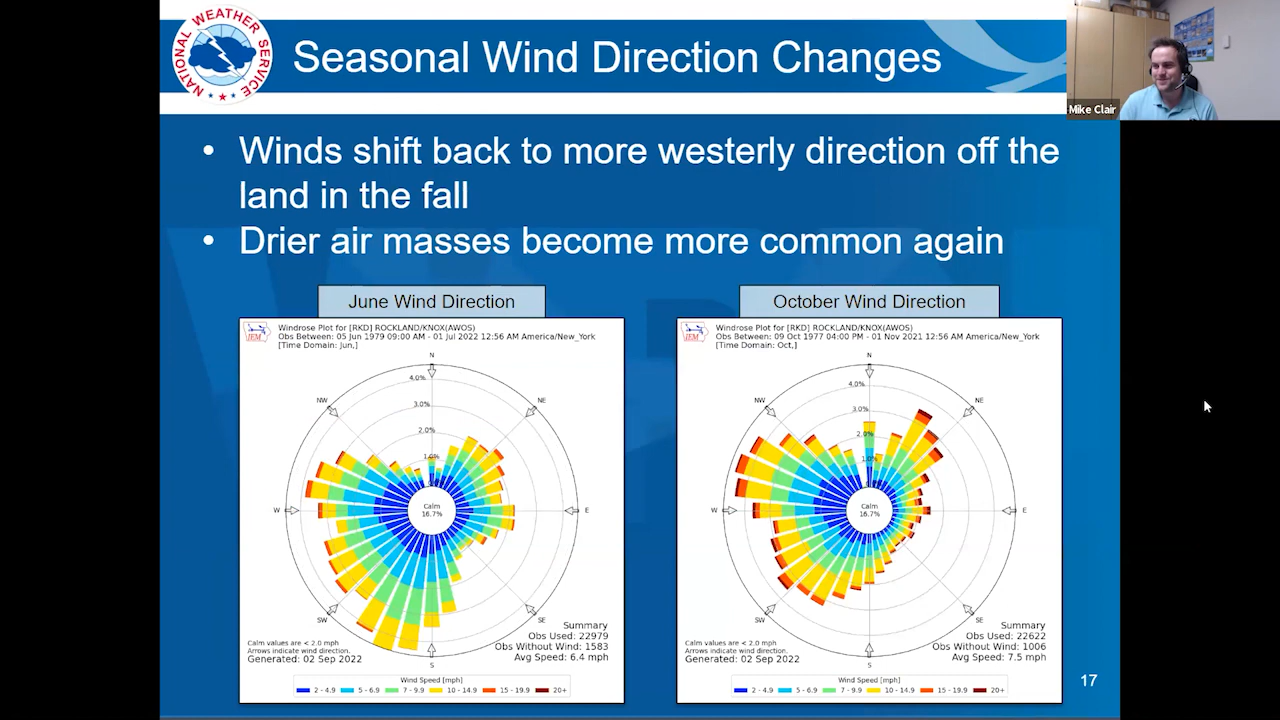 NATIONAL WEATHER SERVICE
Seasonal Wind Direction Changes
Mike Clair
• Winds shift back to more westerly direction off the
land in the fall
• Drier air masses become more common again
June Wind Direction
IEM
Windrose Plot for [RKD] ROCKLAND/KNOX(AWOS)
Obs Between: 05 Jun 1979 09:00 AM - 01 Jul 2022 12:56 AM America/New_York
[Time Domain: Jun,]
N
NE
E
SE
S
SW
W
NW
4.0%
3.0%
2.0%
1.0%
Calm
16.7%
Calm values are < 2.0 mph
Arrows indicate wind direction.
Generated: 02 Sep 2022
Summary
Obs Used: 22979
Obs Without Wind: 1583
Avg Speed: 6.4 mph
Wind Speed [mph]
2 - 4.9 5 - 6.9 7 - 9.9 10 - 14.9 15 - 19.9 20+
October Wind Direction
IEM
Windrose Plot for [RKD] ROCKLAND/KNOX(AWOS)
Obs Between: 09 Oct 1977 04:00 PM - 01 Nov 2021 12:56 AM America/New_York
[Time Domain: Oct,]
N
NE
E
SE
S
SW
W
NW
4.0%
3.0%
2.0%
1.0%
Calm
16.7%
Calm values are < 2.0 mph
Arrows indicate wind direction.
Generated: 02 Sep 2022
Summary
Obs Used: 22622
Obs Without Wind: 1006
Avg Speed: 7.5 mph
Wind Speed [mph]
2 - 4.9 5 - 6.9 7 - 9.9 10 - 14.9 15 - 19.9 20+
17